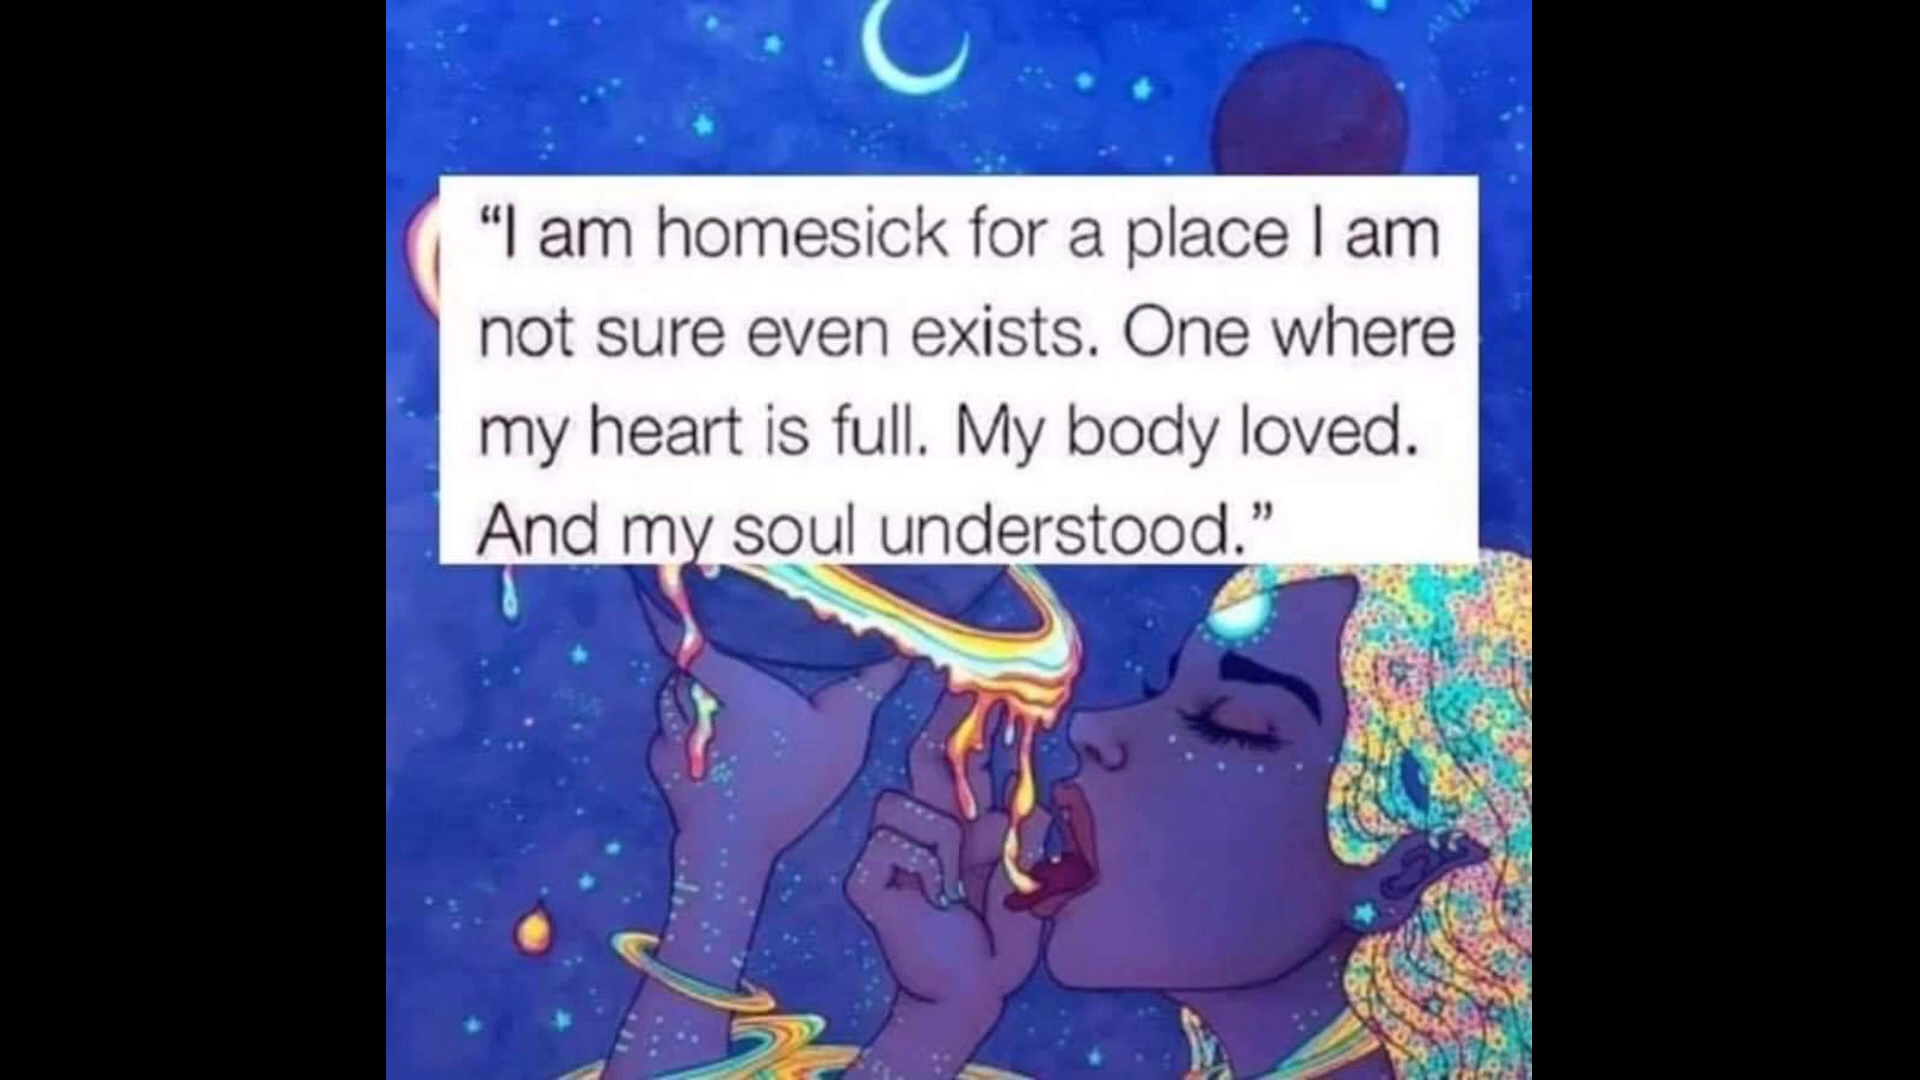 “I am homesick for a place I am
not sure even exists. One where
my heart is full. My body loved.
And my soul understood.”